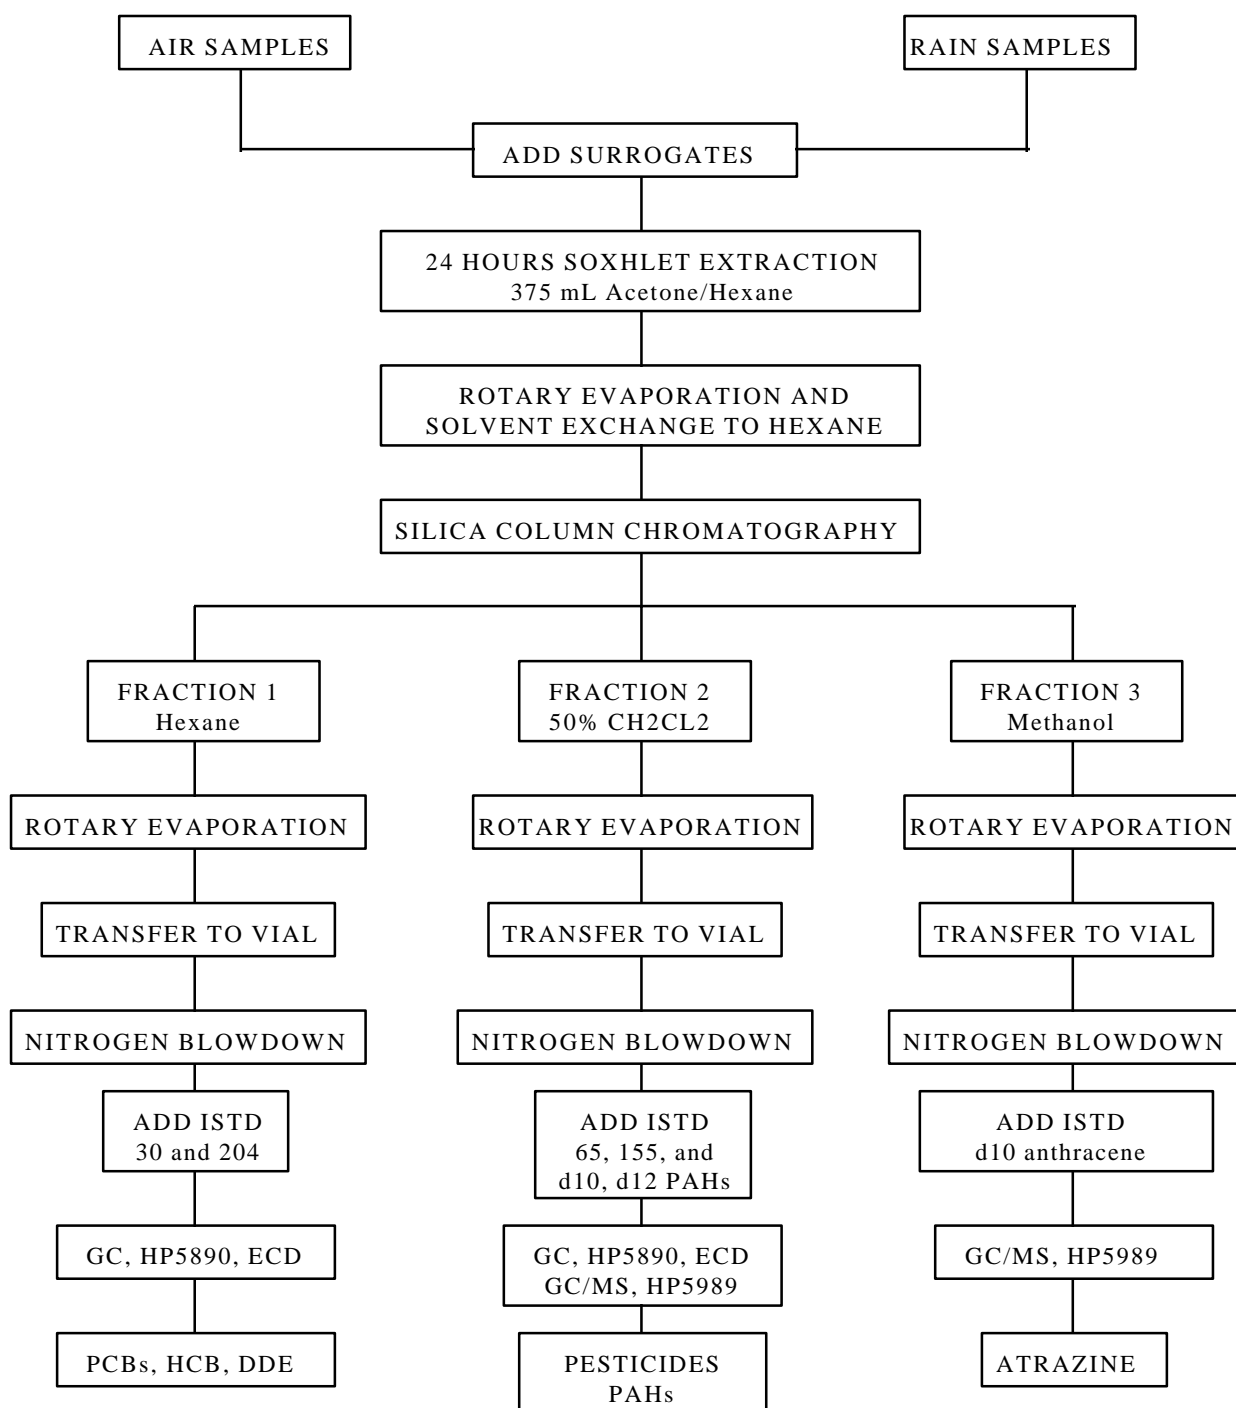 AIR SAMPLES
RAIN SAMPLES
ADD SURROGATES
24 HOURS SOXHLET EXTRACTION
375 mL Acetone/Hexane
ROTARY EVAPORATION AND
SOLVENT EXCHANGE TO HEXANE
SILICA COLUMN CHROMATOGRAPHY
FRACTION 1
Hexane
FRACTION 2
50% CH2CL2
FRACTION 3
Methanol
ROTARY EVAPORATION
ROTARY EVAPORATION
ROTARY EVAPORATION
TRANSFER TO VIAL
TRANSFER TO VIAL
TRANSFER TO VIAL
NITROGEN BLOWDOWN
NITROGEN BLOWDOWN
NITROGEN BLOWDOWN
ADD ISTD
30 and 204
ADD ISTD
65, 155, and
d10, d12 PAHs
ADD ISTD
d10 anthracene
GC, HP5890, ECD
GC, HP5890, ECD
GC/MS, HP5989
GC/MS, HP5989
PCBs, HCB, DDE
PESTICIDES
PAHs
ATRAZINE